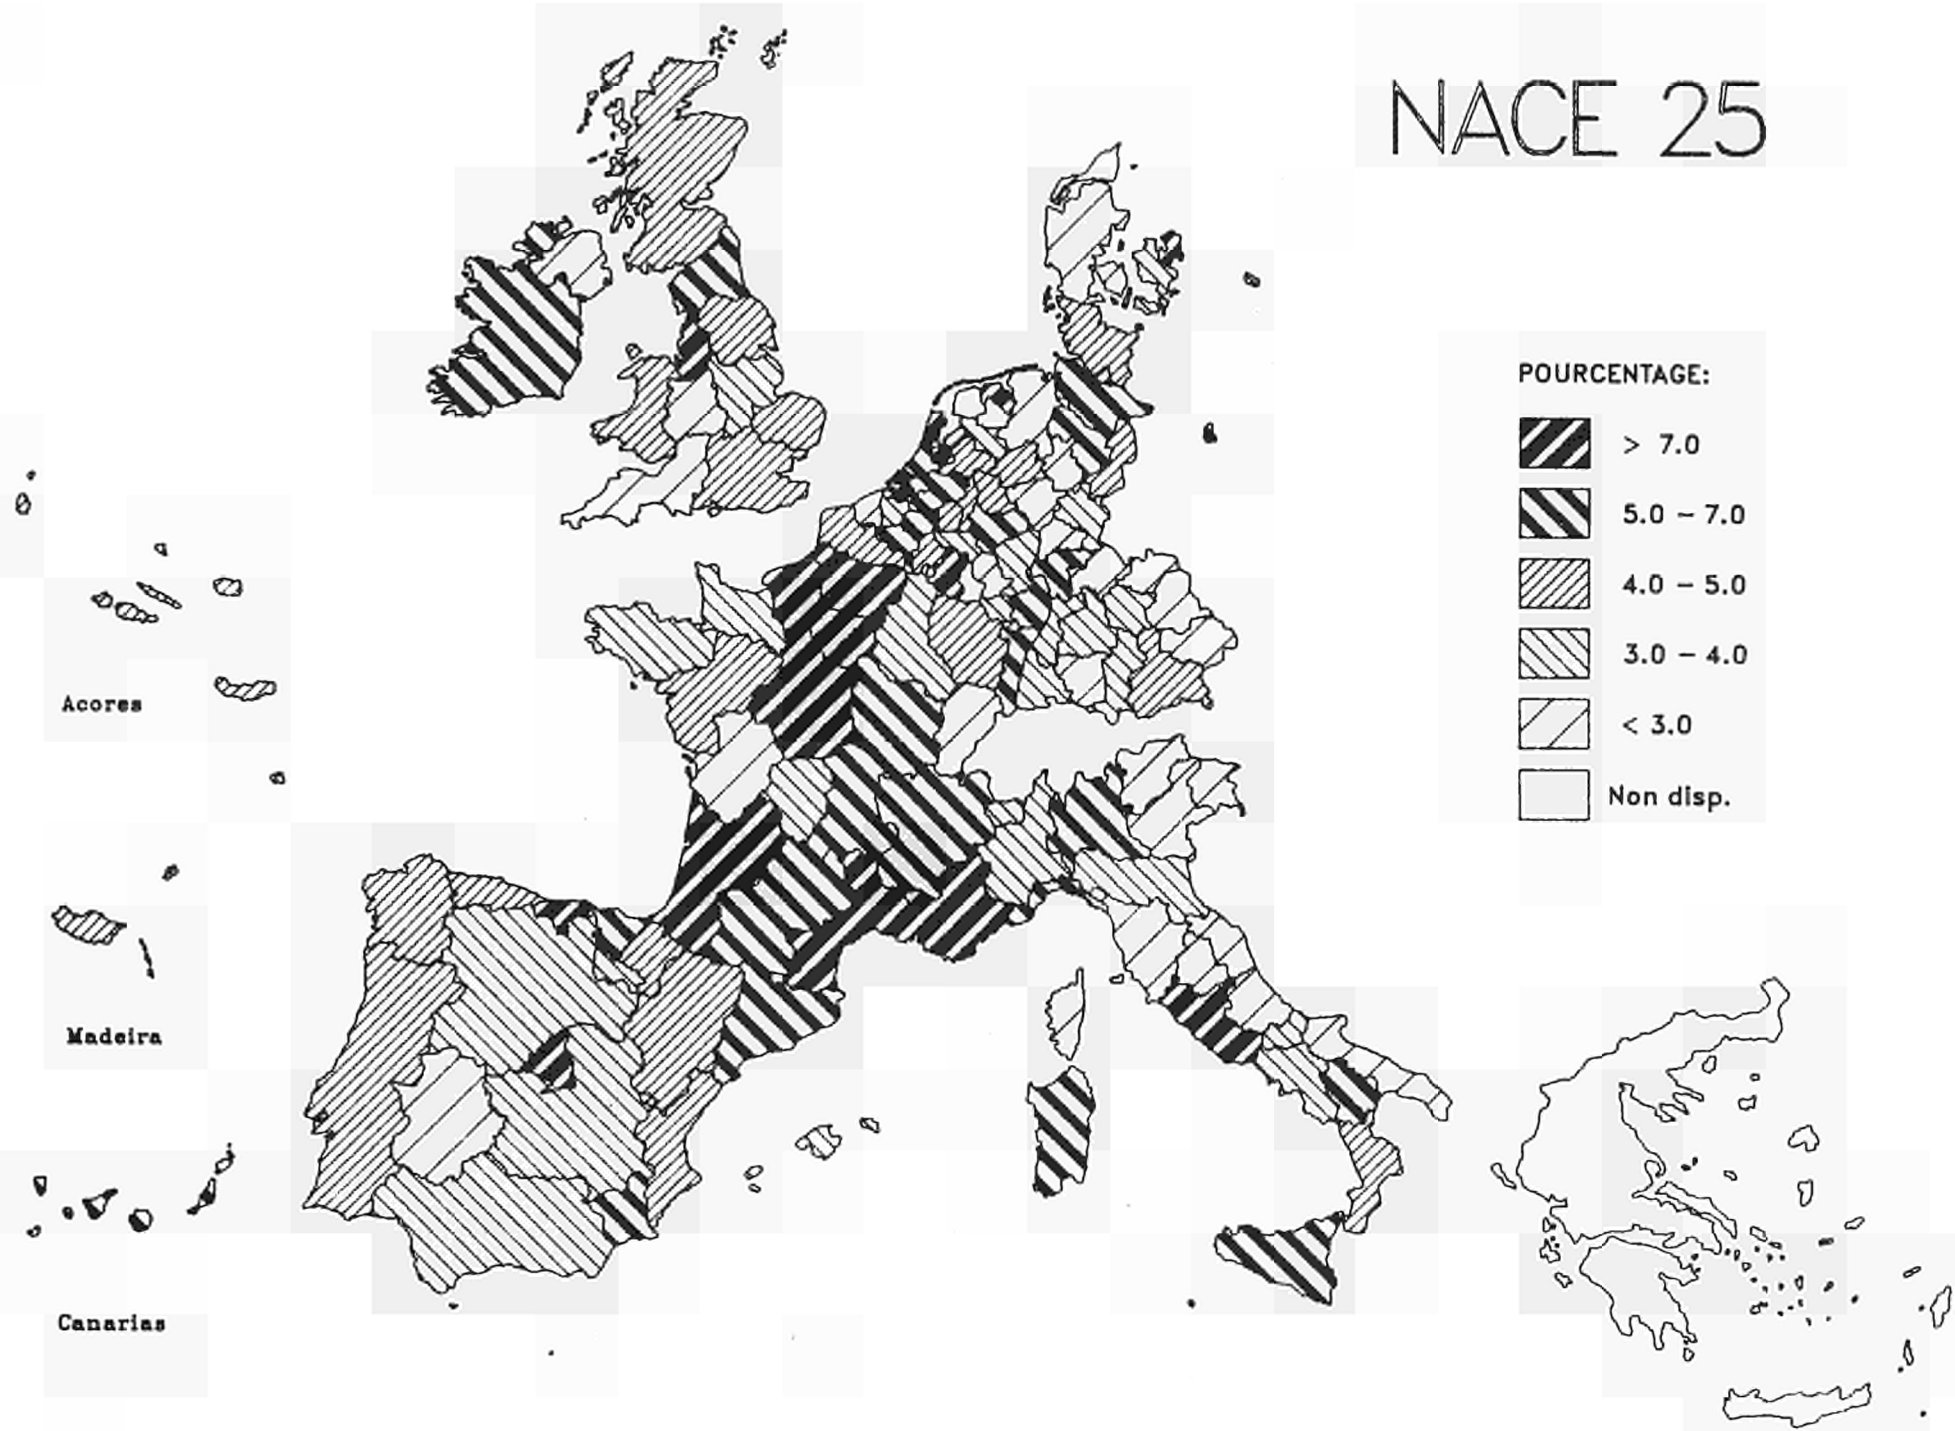 NACE 25
POURCENTAGE:
> 7.0
5.0 - 7.0
4.0 - 5.0
3.0 - 4.0
< 3.0
Non disp.
Acores
Madeira
Canarias